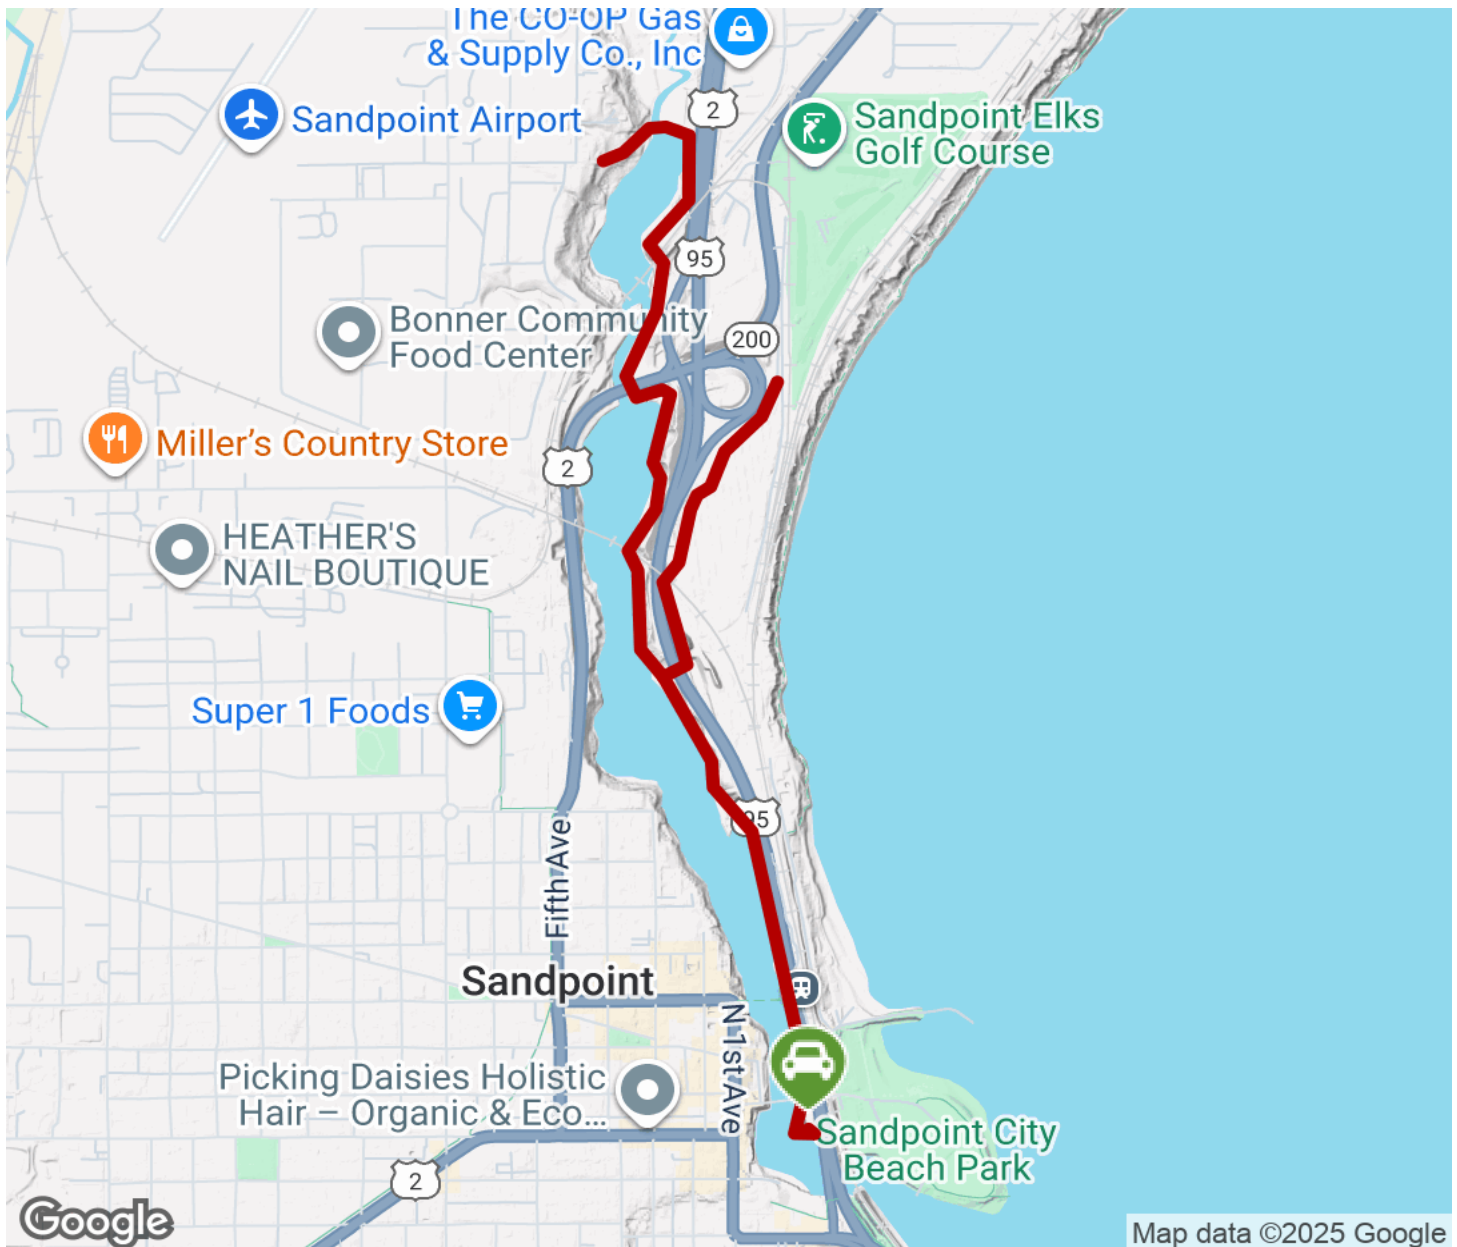 The CO-OP Gas
& Supply Co., Inc
2
Sandpoint Airport
Sandpoint Elks
Golf Course
95
Bonner Community
Food Center
200
Miller's Country Store
2
HEATHER'S
NAIL BOUTIQUE
Super 1 Foods
95
Fifth Ave
Sandpoint
N 1st Ave
Picking Daisies Holistic
Hair – Organic & Eco...
Sandpoint City
Beach Park
2
Google
Map data ©2025 Google